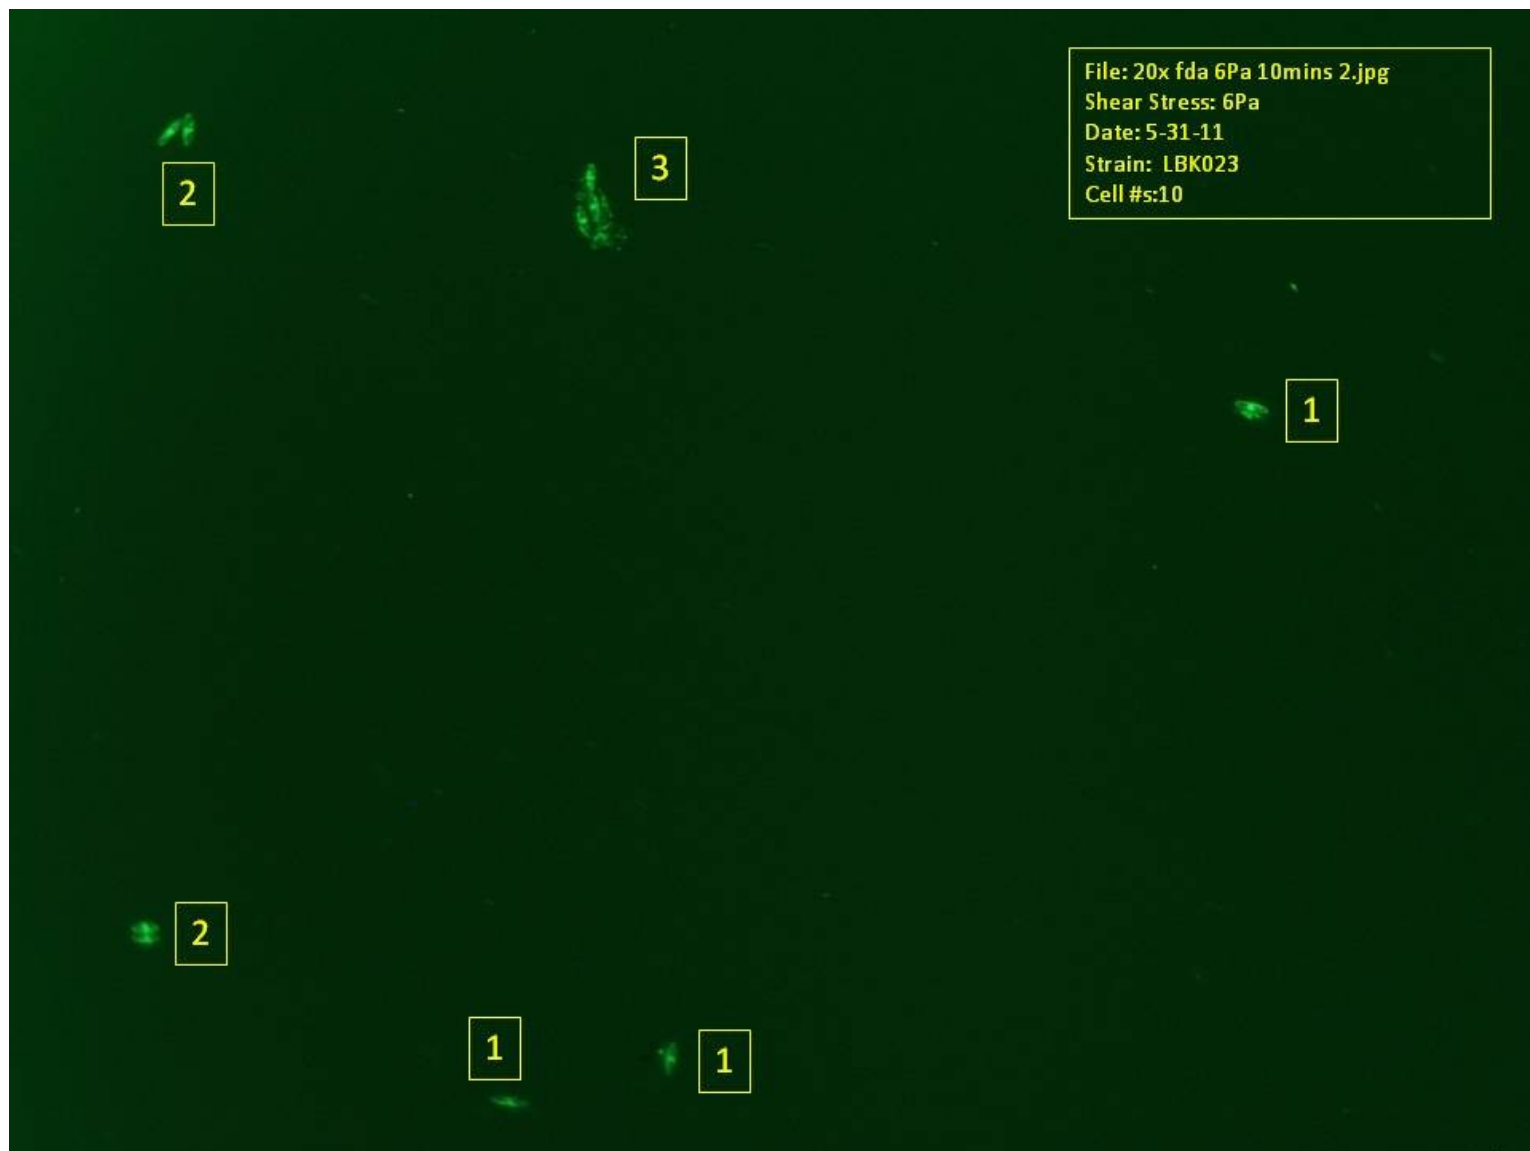 File: 20x fda 6Pa 10mins 2.jpg
Shear Stress: 6Pa
Date: 5-31-11
Strain:  LBK023
Cell #s:10
2
3
1
2
1
1